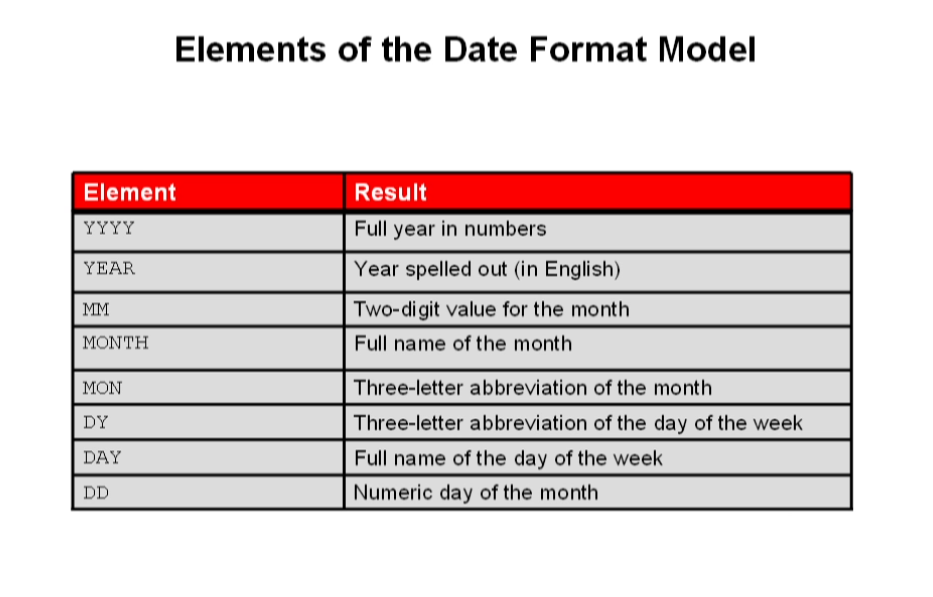 Elements of the Date Format Model
Element Result
YYYY Full year in numbers
YEAR Year spelled out (in English)
MM Two-digit value for the month
MONTH Full name of the month
MON Three-letter abbreviation of the month
DY Three-letter abbreviation of the day of the week
DAY Full name of the day of the week
DD Numeric day of the month